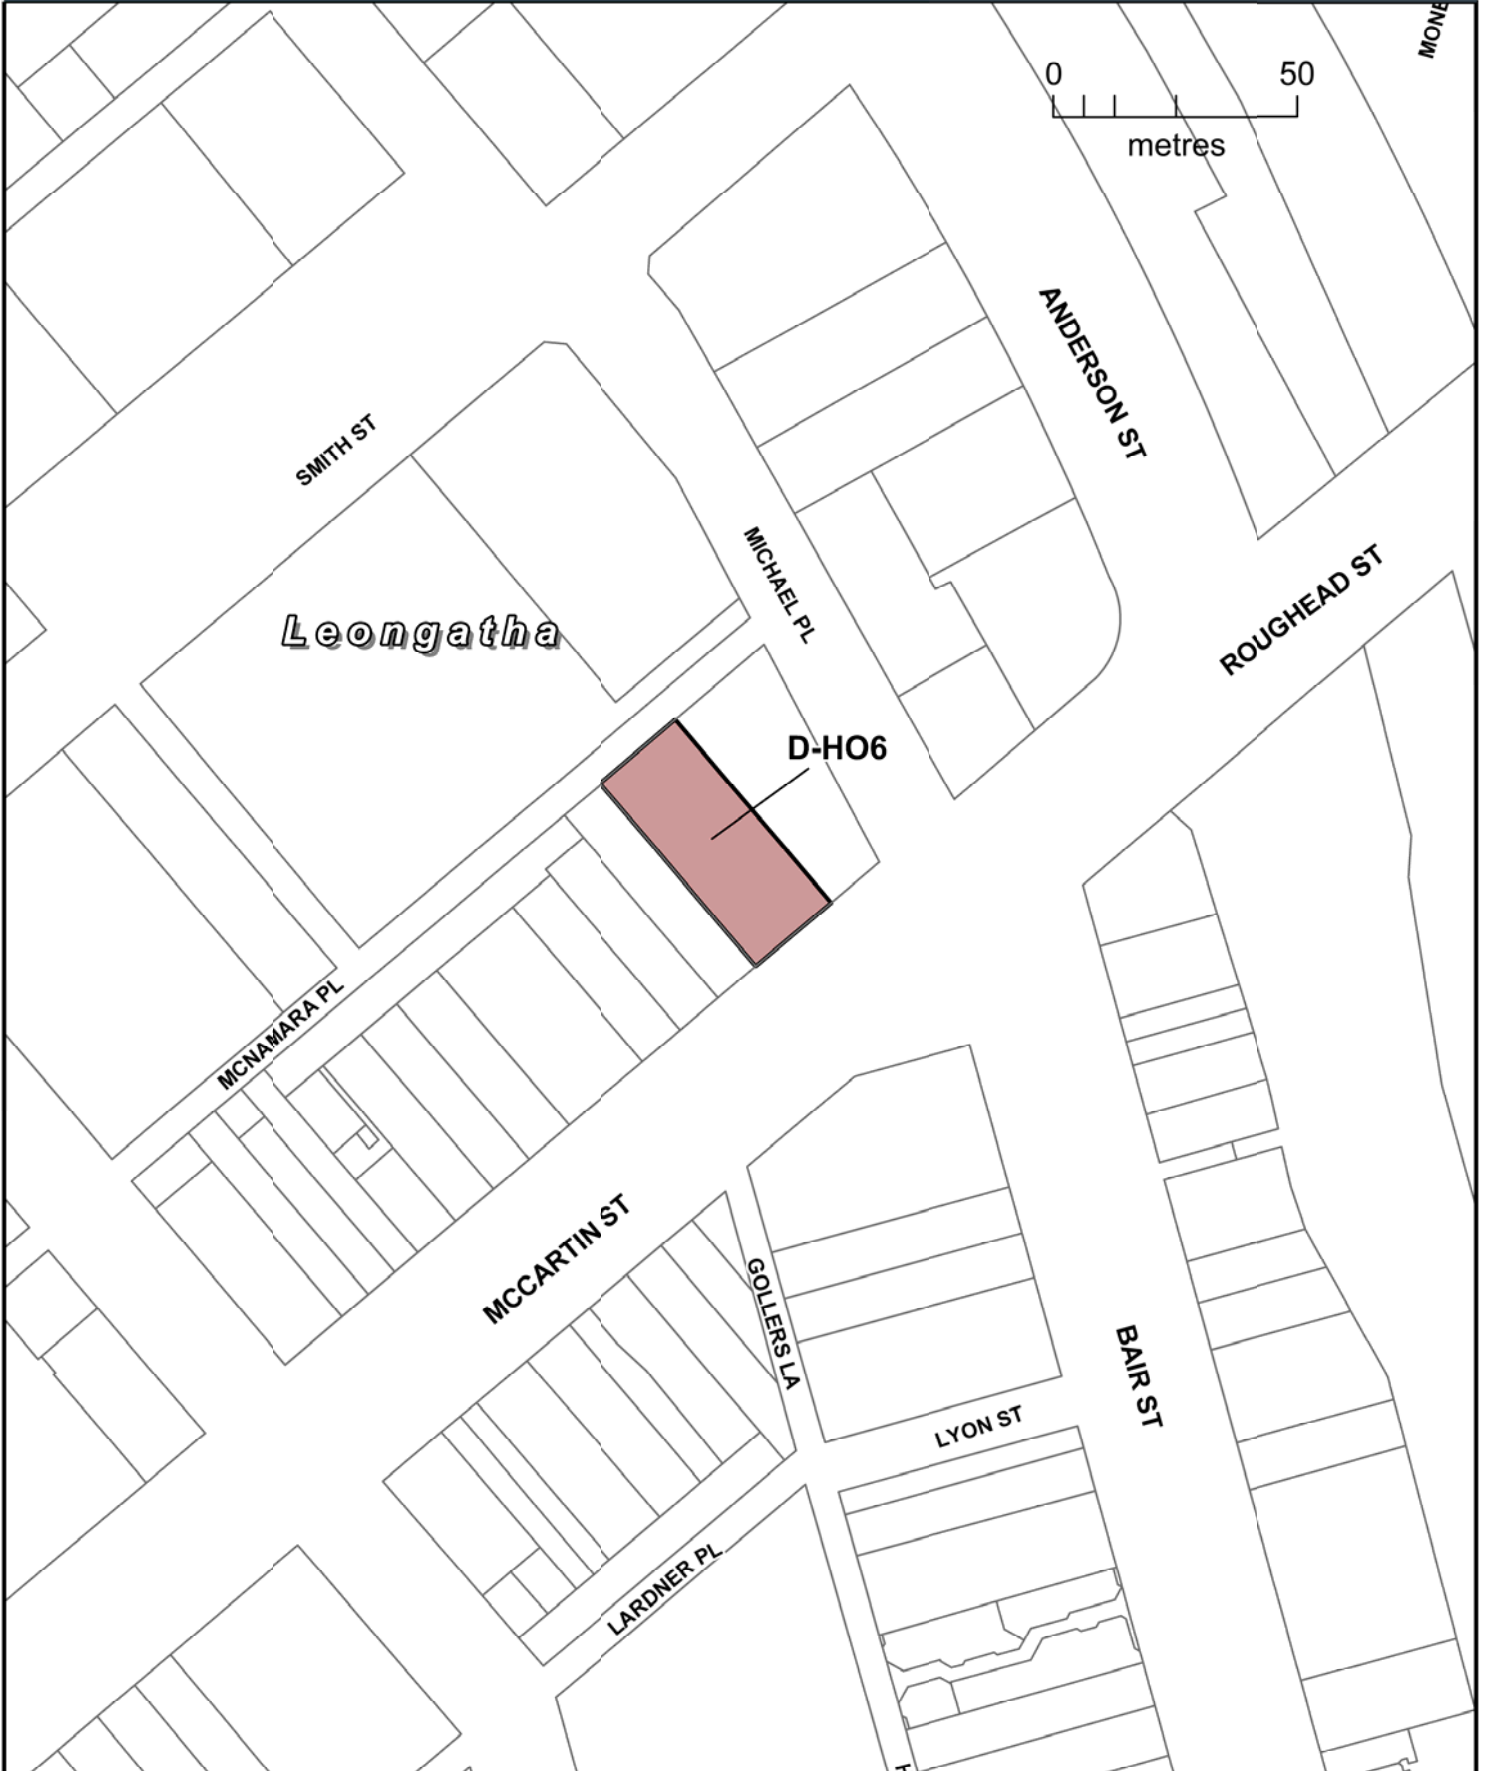 0 50
metres
ANDERSON ST
SMITH ST
MICHAEL PL
ROUGHEAD ST
Leongatha
D-HO6
MCNAMARA PL
MCCARTIN ST
GOLLERS LA
BAIR ST
LYON ST
LARDNER PL